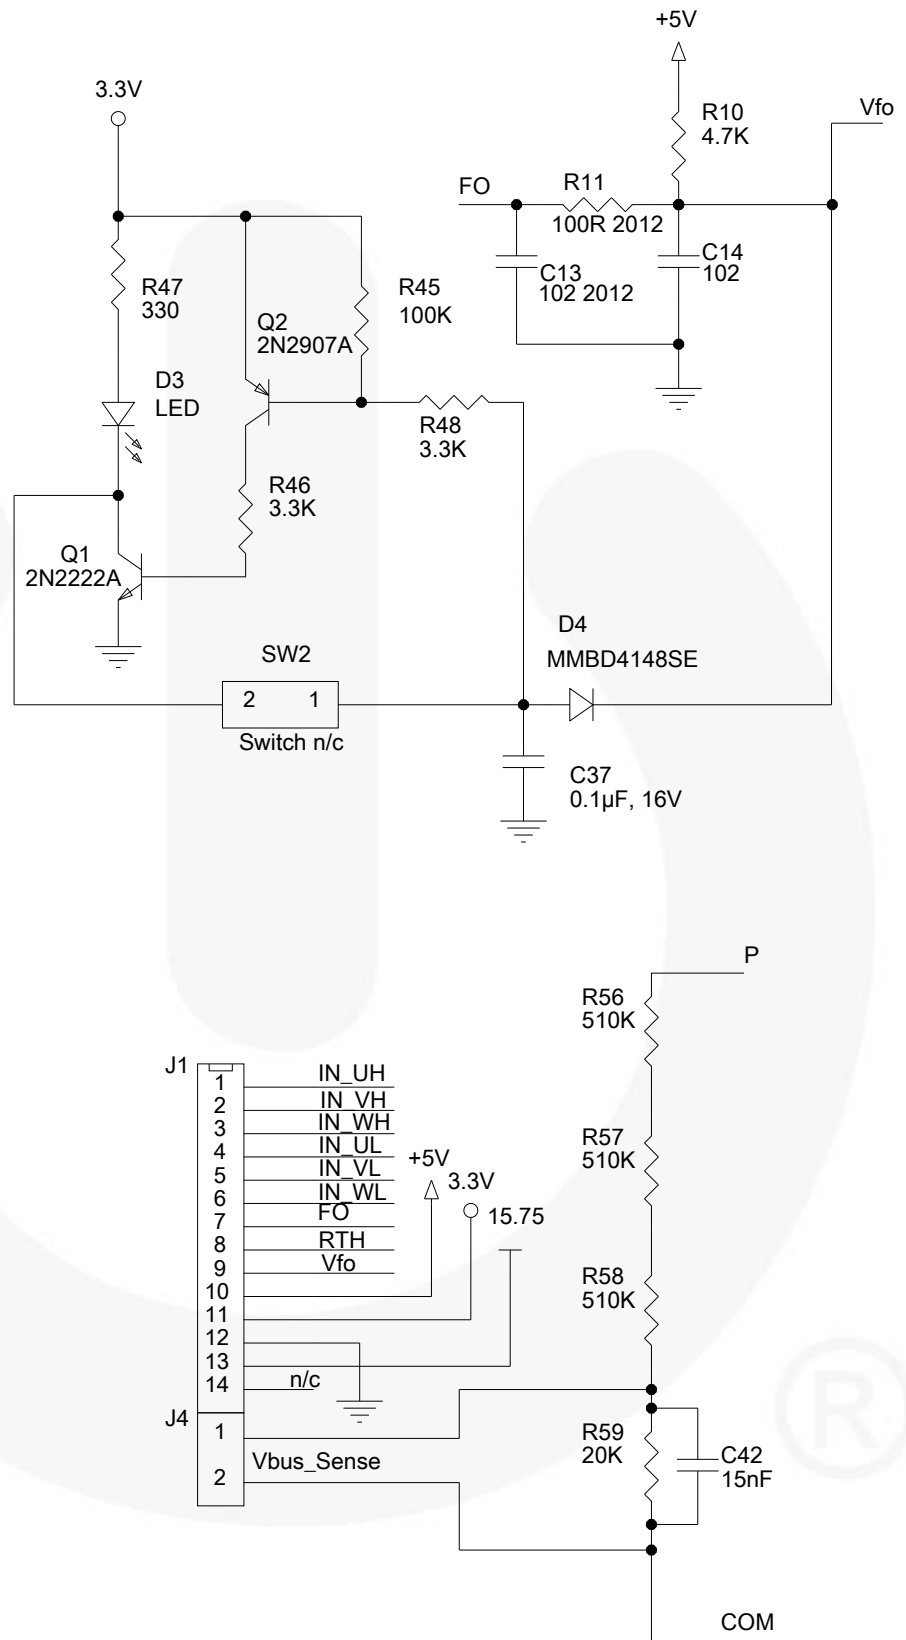 +5V
3.3V
R10
4.7K
Vfo
FO
R11
100R 2012
C13
102 2012
C14
102
R47
330
R45
100K
Q2
2N2907A
D3
LED
R48
3.3K
R46
3.3K
Q1
2N2222A
D4
MMBD4148SE
SW2
2 1
Switch n/c
C37
0.1µF, 16V
P
R56
510K
R57
510K
R58
510K
R59
20K
C42
15nF
COM
J1
1 IN_UH
2 IN_VH
3 IN_WH
4 IN_UL
5 IN_VL
6 IN_WL
7 FO
8 RTH
9 Vfo
10
11
12
13
14 n/c
+5V
3.3V
15.75
J4
1
2
Vbus_Sense
®